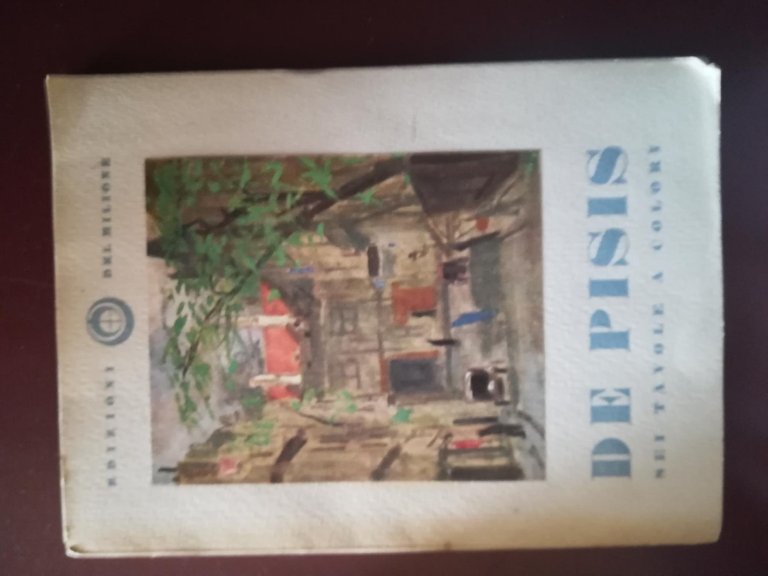 EDIZIONI DEL MILIONE
DE PISIS
SEI TAVOLE A COLORI